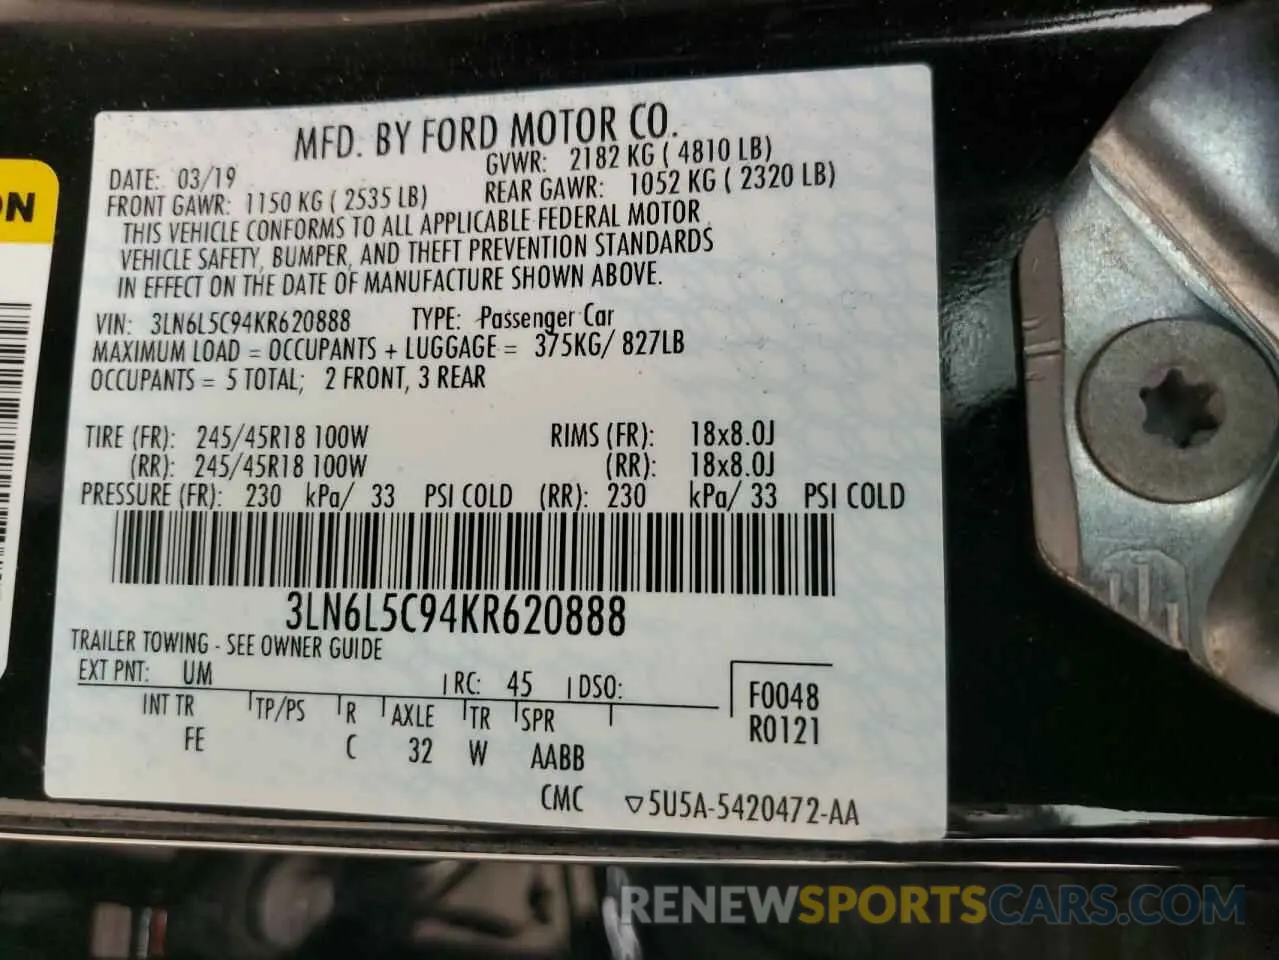 ON
MFD. BY FORD MOTOR CO.
DATE: 03/19 GVWR: 2182 KG ( 4810 LB)
FRONT GAWR: 1150 KG ( 2535 LB) REAR GAWR: 1052 KG ( 2320 LB)
THIS VEHICLE CONFORMS TO ALL APPLICABLE FEDERAL MOTOR
VEHICLE SAFETY, BUMPER, AND THEFT PREVENTION STANDARDS
IN EFFECT ON THE DATE OF MANUFACTURE SHOWN ABOVE.
VIN: 3LN6L5C94KR620888 TYPE: Passenger Car
MAXIMUM LOAD = OCCUPANTS + LUGGAGE = 375KG/ 827LB
OCCUPANTS = 5 TOTAL; 2 FRONT, 3 REAR
TIRE (FR): 245/45R18 100W RIMS (FR): 18x8.0J
(RR): 245/45R18 100W (RR): 18x8.0J
PRESSURE (FR): 230 kPa/ 33 PSI COLD (RR): 230 kPa/ 33 PSI COLD
3LN6L5C94KR620888
TRAILER TOWING - SEE OWNER GUIDE
EXT PNT: UM RC: 45 DSO: F0048
INT TR TP/PS R AXLE TR SPR R0121
FE C 32 W AABB
CMC ▽5U5A-5420472-AA
RENEWSPORTSCARS.COM